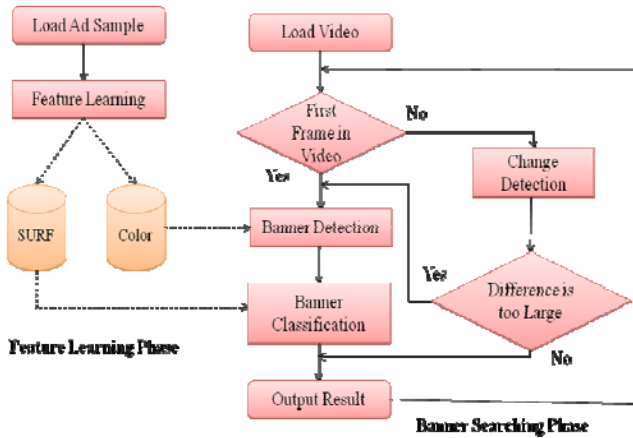 Load Ad Sample
Feature Learning
SURF
Color
Feature Learning Phase
Load Video
First
Frame in
Video
No
Yes
Change
Detection
Banner Detection
Yes
Difference is
too Large
Banner
Classification
No
Output Result
Banner Searching Phase